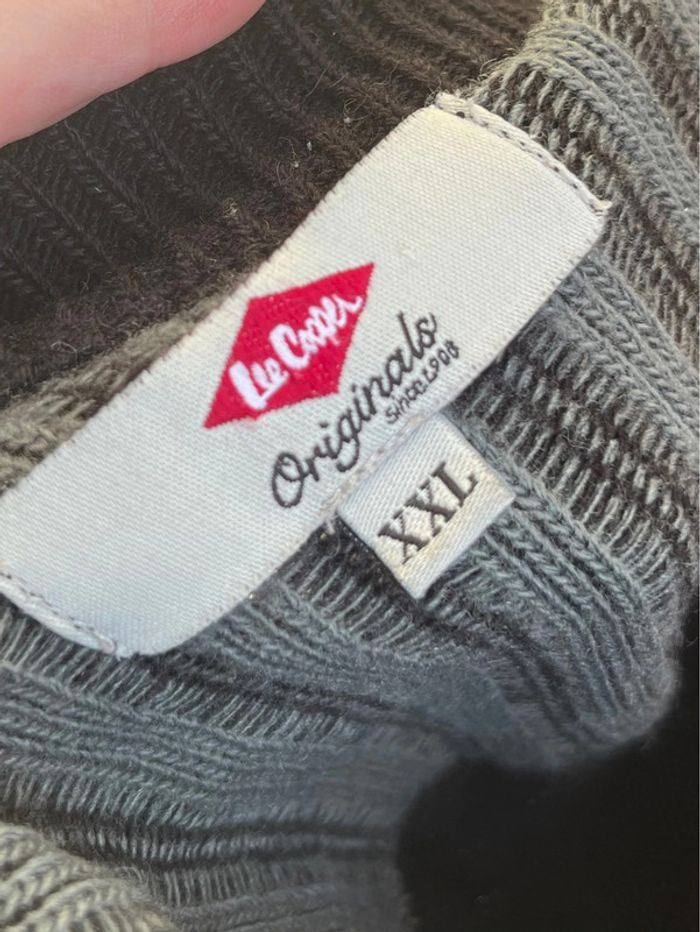 Lee Cooper
Originals
Since.1908
XXL